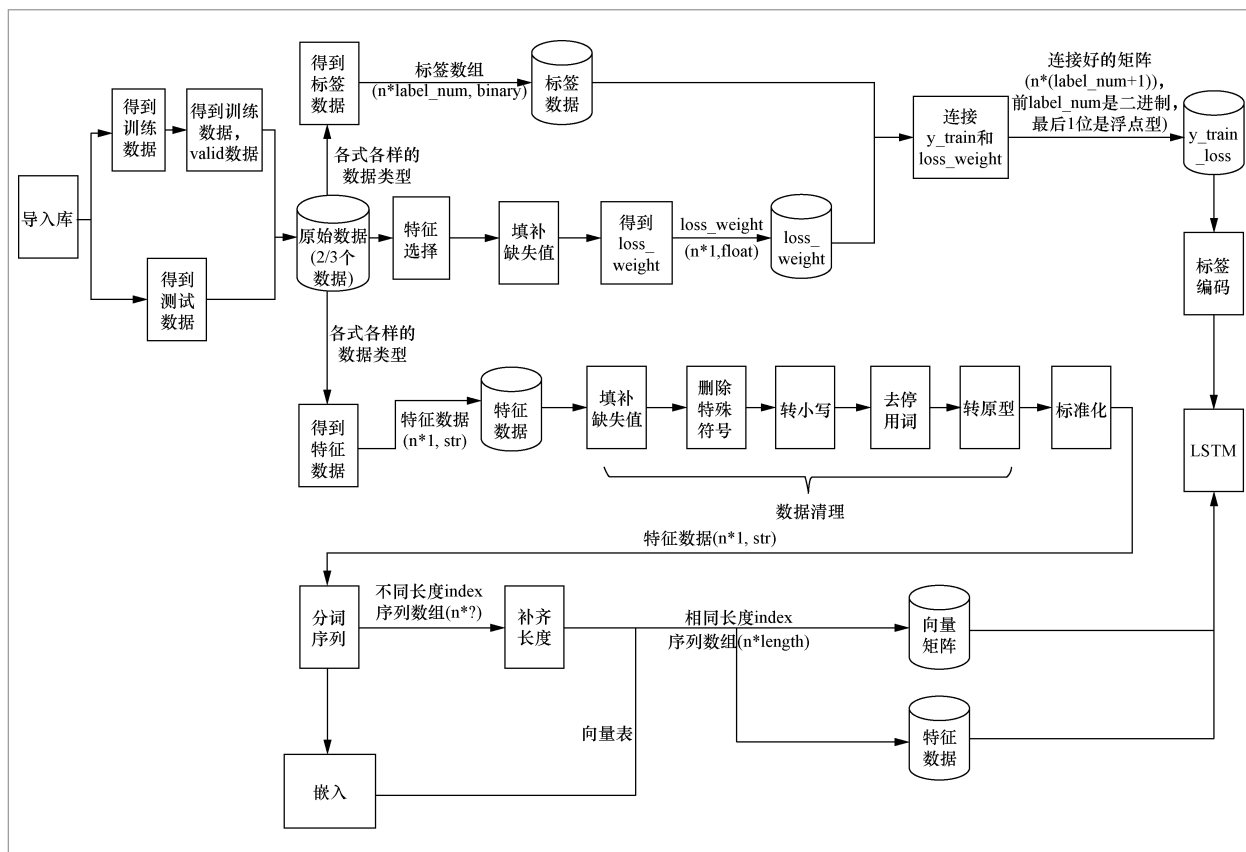 导入库
得到
训练
数据
得到训练
数据，
valid数据
得到
测试
数据
原始数据
(2/3个
数据)
各式各样的
数据类型
得到
标签
数据
标签数组
(n*label_num, binary)
标签
数据
特征
选择
填补
缺失值
得到
loss_
weight
loss_weight
(n*1,float)
loss_
weight
连接
y_train和
loss_weight
连接好的矩阵
(n*(label_num+1)),
前label_num是二进制,
最后1位是浮点型)
y_train
_loss
标签
编码
LSTM
各式各样的
数据类型
得到
特征
数据
特征数据
(n*1, str)
特征
数据
填补
缺失值
删除
特殊
符号
转小写
去停
用词
转原型
标准化
数据清理
特征数据(n*1, str)
分词
序列
不同长度index
序列数组(n*?)
补齐
长度
相同长度index
序列数组(n*length)
向量
矩阵
特征
数据
向量表
嵌入